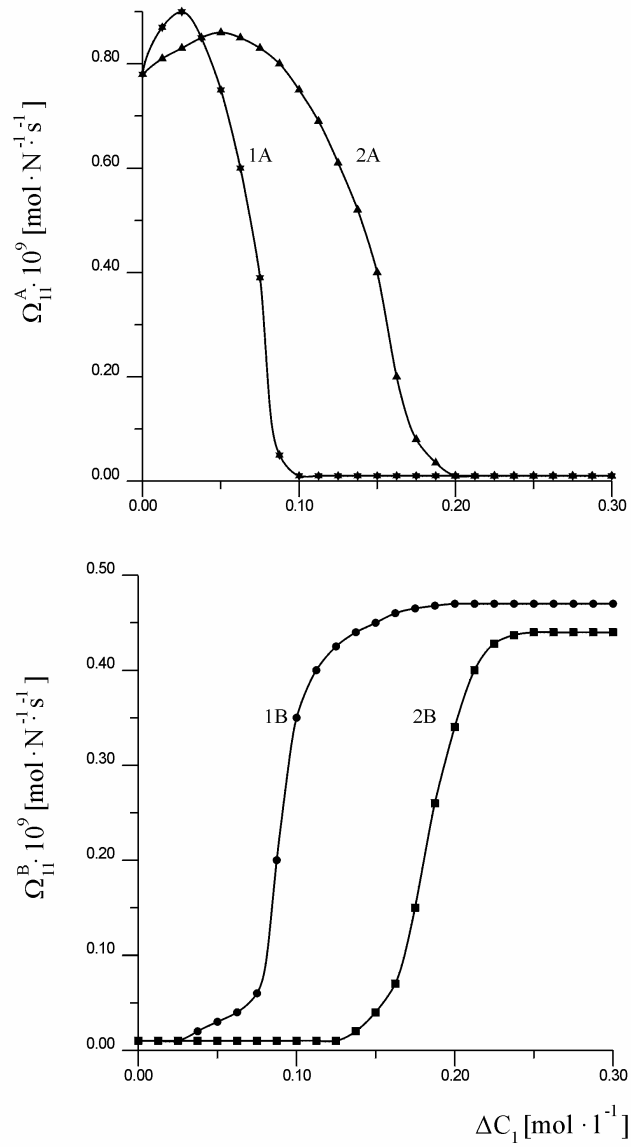 0.80
0.60
0.40
0.20
0.00
Ω₁₁ᴬ · 10⁹ [mol · N⁻¹ · s⁻¹]
1A
2A
0.00 0.10 0.20 0.30
0.50
0.40
0.30
0.20
0.10
0.00
Ω₁₁ᴮ · 10⁹ [mol · N⁻¹ · s⁻¹]
1B
2B
0.00 0.10 0.20 0.30
ΔC₁ [mol · l⁻¹]